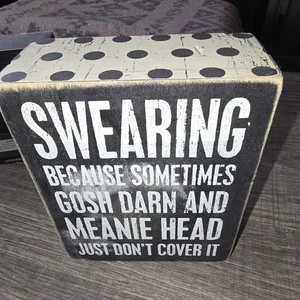 SWEARING
BECAUSE SOMETIMES
GOSH DARN AND
MEANIE HEAD
JUST DON'T COVER IT